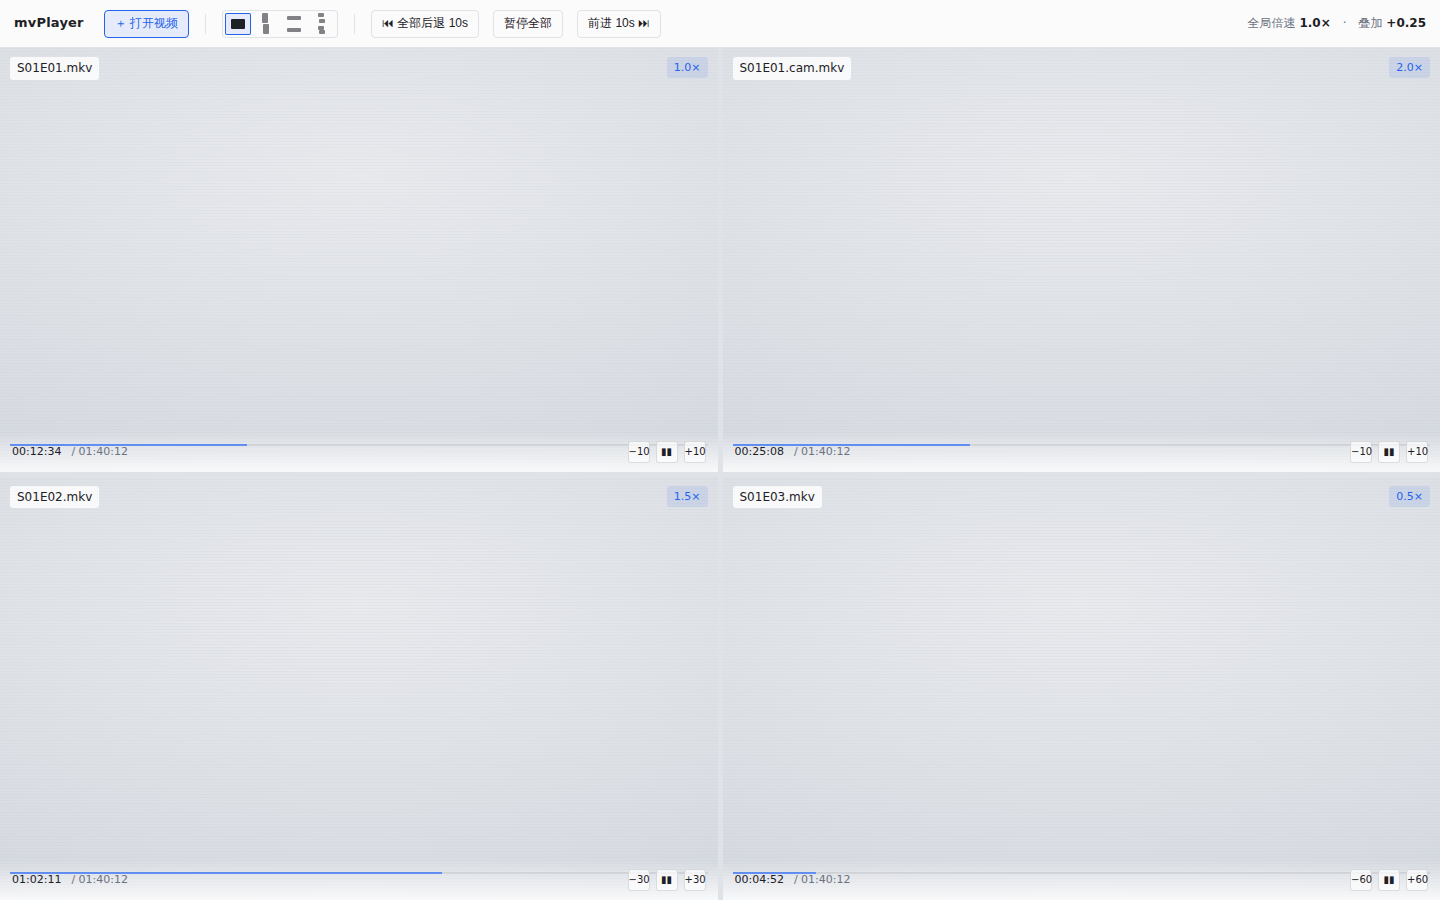 mvPlayer + 打开视频 ⏮ 全部后退 10s 暂停全部 前进 10s ⏭ 全局倍速 1.0× · 叠加 +0.25
S01E01.mkv 1.0×
S01E01.cam.mkv 2.0×
00:12:34 / 01:40:12 −10 +10
00:25:08 / 01:40:12 −10 +10
S01E02.mkv 1.5×
S01E03.mkv 0.5×
01:02:11 / 01:40:12 −30 +30
00:04:52 / 01:40:12 −60 +60